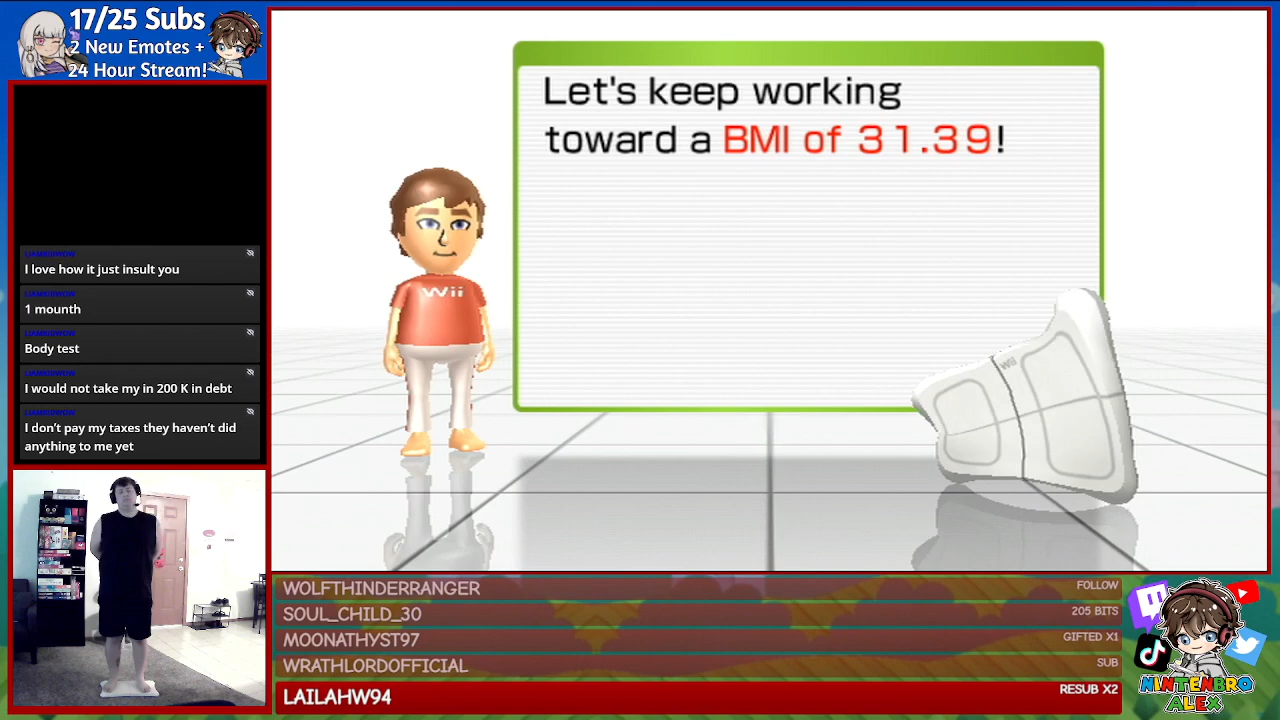 17/25 Subs
2 New Emotes +
24 Hour Stream!
Let's keep working
toward a BMI of 31.39!
Wii
Wii
I love how it just insult you
1 mounth
Body test
I would not take my in 200 K in debt
I don't pay my taxes they haven't did
anything to me yet
WOLFTHINDERRANGER FOLLOW
SOUL_CHILD_30 205 BITS
MOONATHYST97 GIFTED X1
WRATHLORDOFFICIAL SUB
LAILAHW94 RESUB X2
NINTENBRO
ALEX